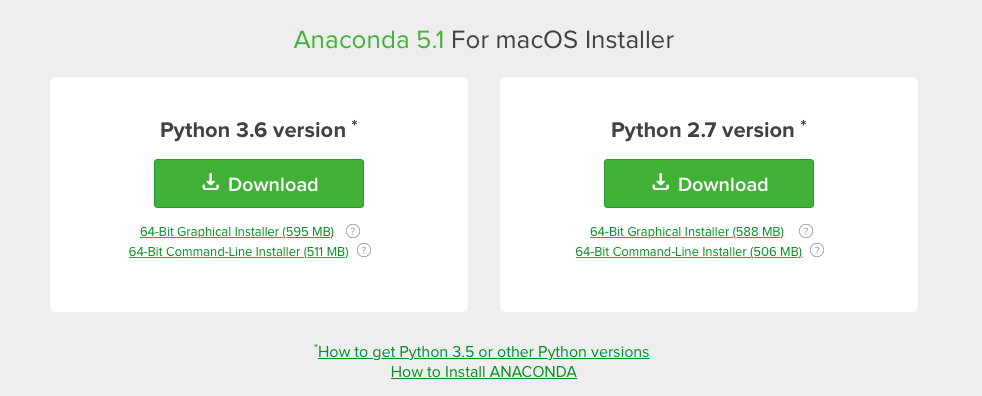 Anaconda 5.1 For macOS Installer
Python 3.6 version *
Download
64-Bit Graphical Installer (595 MB) ?
64-Bit Command-Line Installer (511 MB) ?
Python 2.7 version *
Download
64-Bit Graphical Installer (588 MB) ?
64-Bit Command-Line Installer (506 MB) ?
*How to get Python 3.5 or other Python versions
How to Install ANACONDA